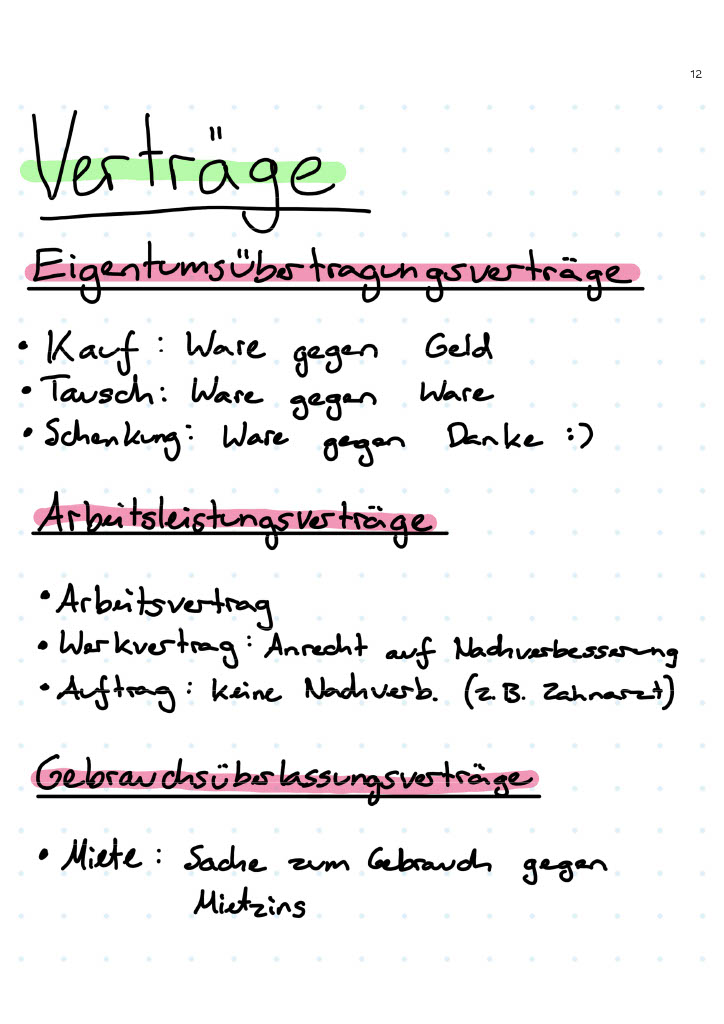 12
Verträge
Eigentumsübertragungsverträge
• Kauf: Ware gegen Geld
• Tausch: Ware gegen Ware
• Schenkung: Ware gegen Danke :)
Arbeitsleistungsverträge
• Arbeitsvertrag
• Werkvertrag: Anrecht auf Nachverbesserung
• Auftrag: keine Nachverb. (z.B. Zahnarzt)
Gebrauchsüberlassungsverträge
• Miete: Sache zum Gebrauch gegen
Mietzins